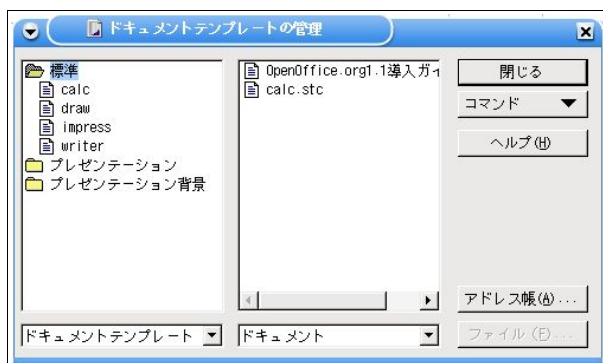 ドキュメントテンプレートの管理
標準
calc
draw
impress
writer
プレゼンテーション
プレゼンテーション背景
OpenOffice.org1.1導入ガイ
calc.stc
閉じる
コマンド
ヘルプ(H)
アドレス帳(A)...
ファイル(F)...
ドキュメントテンプレート
ドキュメント